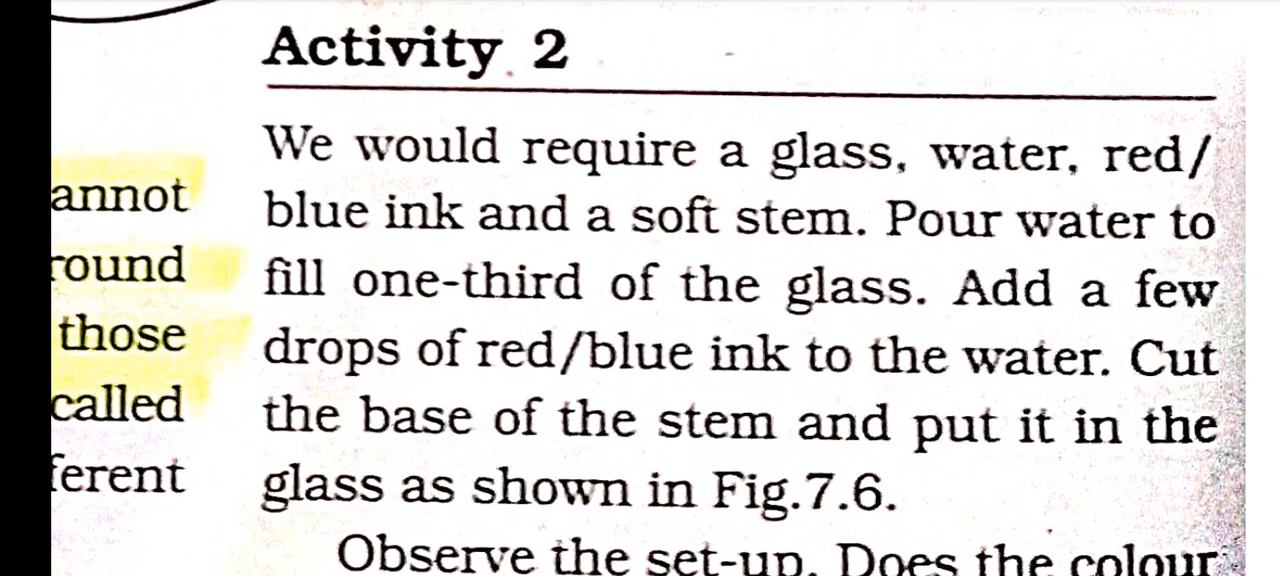 Activity 2
We would require a glass, water, red/
blue ink and a soft stem. Pour water to
fill one-third of the glass. Add a few
drops of red/blue ink to the water. Cut
the base of the stem and put it in the
glass as shown in Fig.7.6.
Observe the set-up. Does the colour
annot
round
those
called
ferent